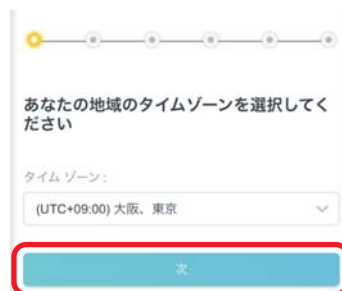 あなたの地域のタイムゾーンを選択してく
ださい
タイム ゾーン :
(UTC+09:00) 大阪、東京
次